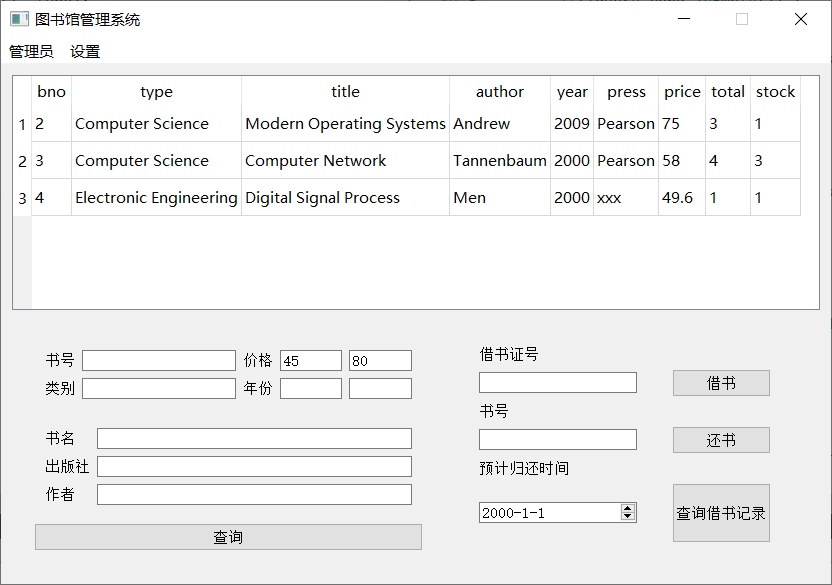 图书馆管理系统
管理员 设置
bno type title author year press price total stock
1 2 Computer Science Modern Operating Systems Andrew 2009 Pearson 75 3 1
2 3 Computer Science Computer Network Tannenbaum 2000 Pearson 58 4 3
3 4 Electronic Engineering Digital Signal Process Men 2000 xxx 49.6 1 1
书号 价格 45 80
类别 年份
书名
出版社
作者
查询
借书证号
借书
书号
还书
预计归还时间
2000-1-1
查询借书记录